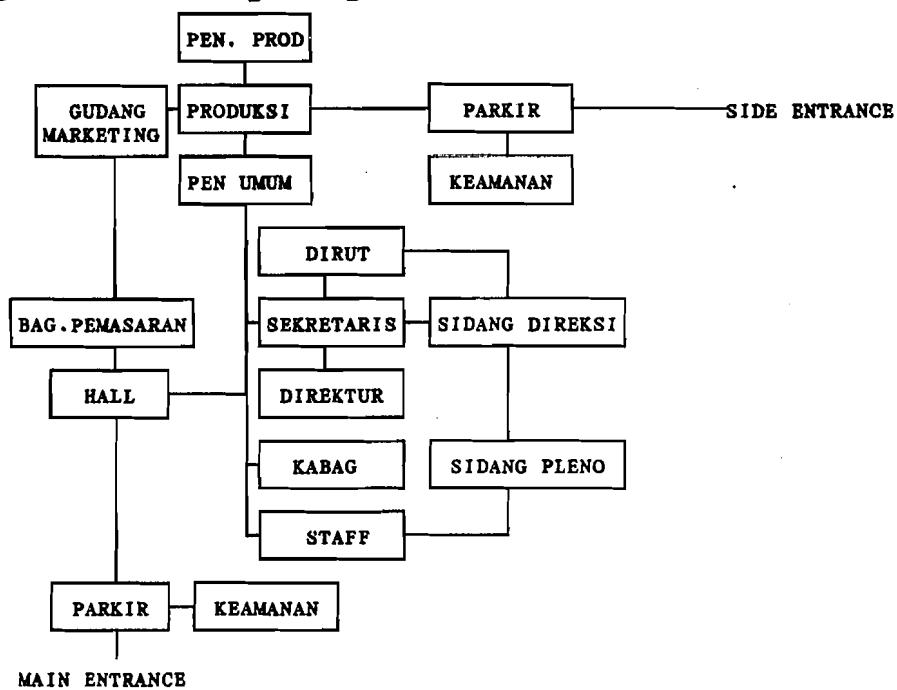 PEN. PROD
GUDANG
MARKETING
PRODUKSI
PARKIR
SIDE ENTRANCE
PEN UMUM
KEAMANAN
DIRUT
BAG.PEMASARAN
SEKRETARIS
SIDANG DIREKSI
HALL
DIREKTUR
KABAG
SIDANG PLENO
STAFF
PARKIR
KEAMANAN
MAIN ENTRANCE